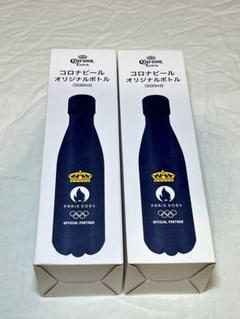 Corona
Extra
コロナビール
オリジナルボトル
(500ml)
PARIS 2024
OFFICIAL PARTNER
Corona
Extra
コロナビール
オリジナルボトル
(500ml)
PARIS 2024
OFFICIAL PARTNER